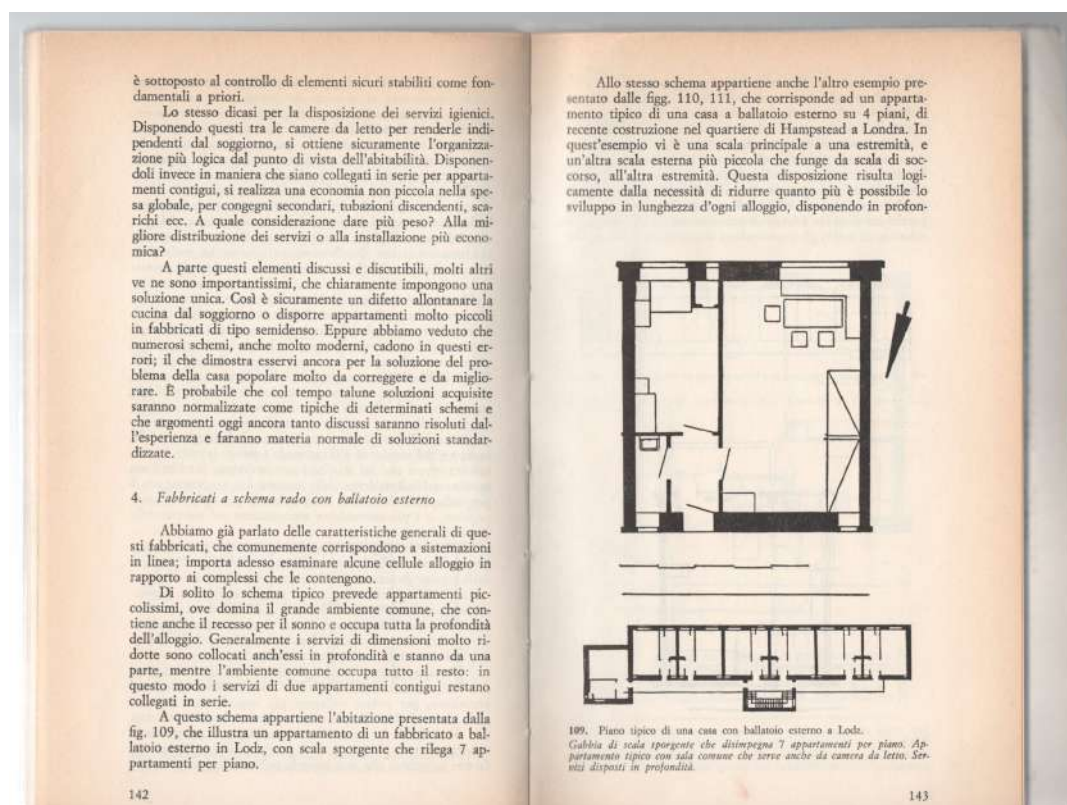 è sottoposto al controllo di elementi sicuri stabiliti come fon-
damentali a priori.
Lo stesso dicasi per la disposizione dei servizi igienici.
Disponendo questi tra le camere da letto per renderle indi-
pendenti dal soggiorno, si ottiene sicuramente l'organizza-
zione più logica dal punto di vista dell'abitabilità. Disponen-
doli invece in maniera che siano collegati in serie per apparta-
menti contigui, si realizza una economia non piccola nella spe-
sa globale, per congegni secondari, tubazioni discendenti, sca-
richi ecc. A quale considerazione dare più peso? Alla mi-
gliore distribuzione dei servizi o alla installazione più econo-
mica?
A parte questi elementi discussi e discutibili, molti altri
ve ne sono importantissimi, che chiaramente impongono una
soluzione unica. Così è sicuramente un difetto allontanare la
cucina dal soggiorno o disporre appartamenti molto piccoli
in fabbricati di tipo semidenso. Eppure abbiamo veduto che
numerosi schemi, anche molto moderni, cadono in questi er-
rori; il che dimostra esservi ancora per la soluzione del pro-
blema della casa popolare molto da correggere e da miglio-
rare. È probabile che col tempo talune soluzioni acquisite
saranno normalizzate come tipiche di determinati schemi e
che argomenti oggi ancora tanto discussi saranno risoluti dal-
l'esperienza e faranno materia normale di soluzioni standar-
dizzate.
4. Fabbricati a schema rado con ballatoio esterno
Abbiamo già parlato delle caratteristiche generali di que-
sti fabbricati, che comunemente corrispondono a sistemazioni
in linea; importa adesso esaminare alcune cellule alloggio in
rapporto ai complessi che le contengono.
Di solito lo schema tipico prevede appartamenti pic-
colissimi, ove domina il grande ambiente comune, che con-
tiene anche il recesso per il sonno e occupa tutta la profondità
dell'alloggio. Generalmente i servizi di dimensioni molto ri-
dotte sono collocati anch'essi in profondità e stanno da una
parte, mentre l'ambiente comune occupa tutto il resto: in
questo modo i servizi di due appartamenti contigui restano
collegati in serie.
A questo schema appartiene l'abitazione presentata dalla
fig. 109, che illustra un appartamento di un fabbricato a bal-
latoio esterno in Lodz, con scala sporgente che rilega 7 ap-
partamenti per piano.
142
Allo stesso schema appartiene anche l'altro esempio pre-
sentato dalle figg. 110, 111, che corrisponde ad un apparta-
mento tipico di una casa a ballatoio esterno su 4 piani, di
recente costruzione nel quartiere di Hampstead a Londra. In
quest'esempio vi è una scala principale a una estremità, e
un'altra scala esterna più piccola che funge da scala di soc-
corso, all'altra estremità. Questa disposizione risulta logi-
camente dalla necessità di ridurre quanto più è possibile lo
sviluppo in lunghezza d'ogni alloggio, disponendo in profon-
109. Piano tipico di una casa con ballatoio esterno a Lodz.
Gabbia di scala sporgente che disimpegna 7 appartamenti per piano. Ap-
partamento tipico con sala comune che serve anche da camera da letto. Ser-
vizi disposti in profondità.
143